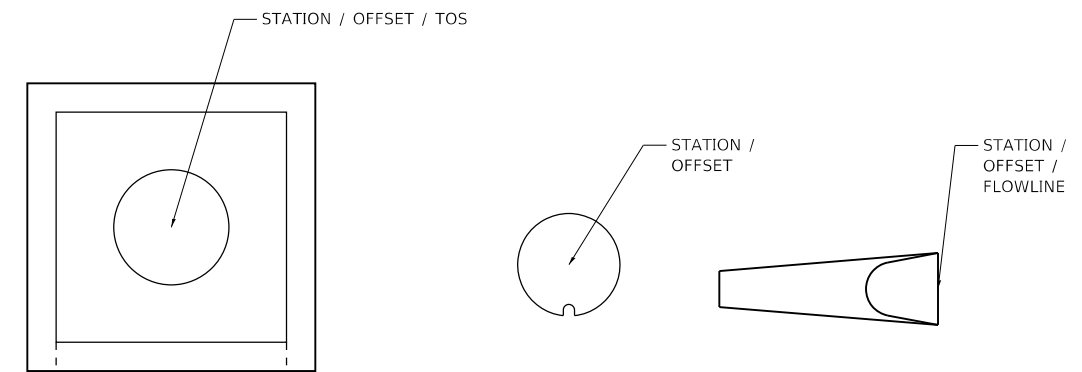 STATION / OFFSET / TOS
STATION /
OFFSET
STATION /
OFFSET /
FLOWLINE